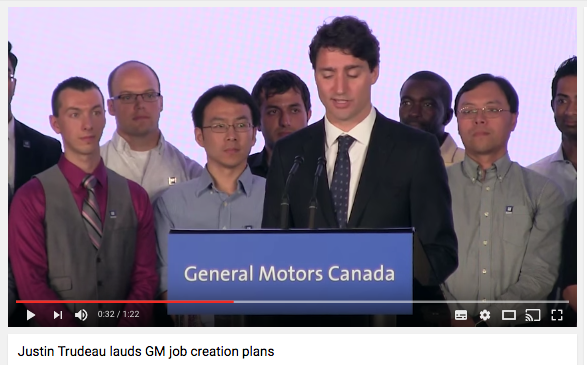 General Motors Canada
0:32 / 1:22
Justin Trudeau lauds GM job creation plans